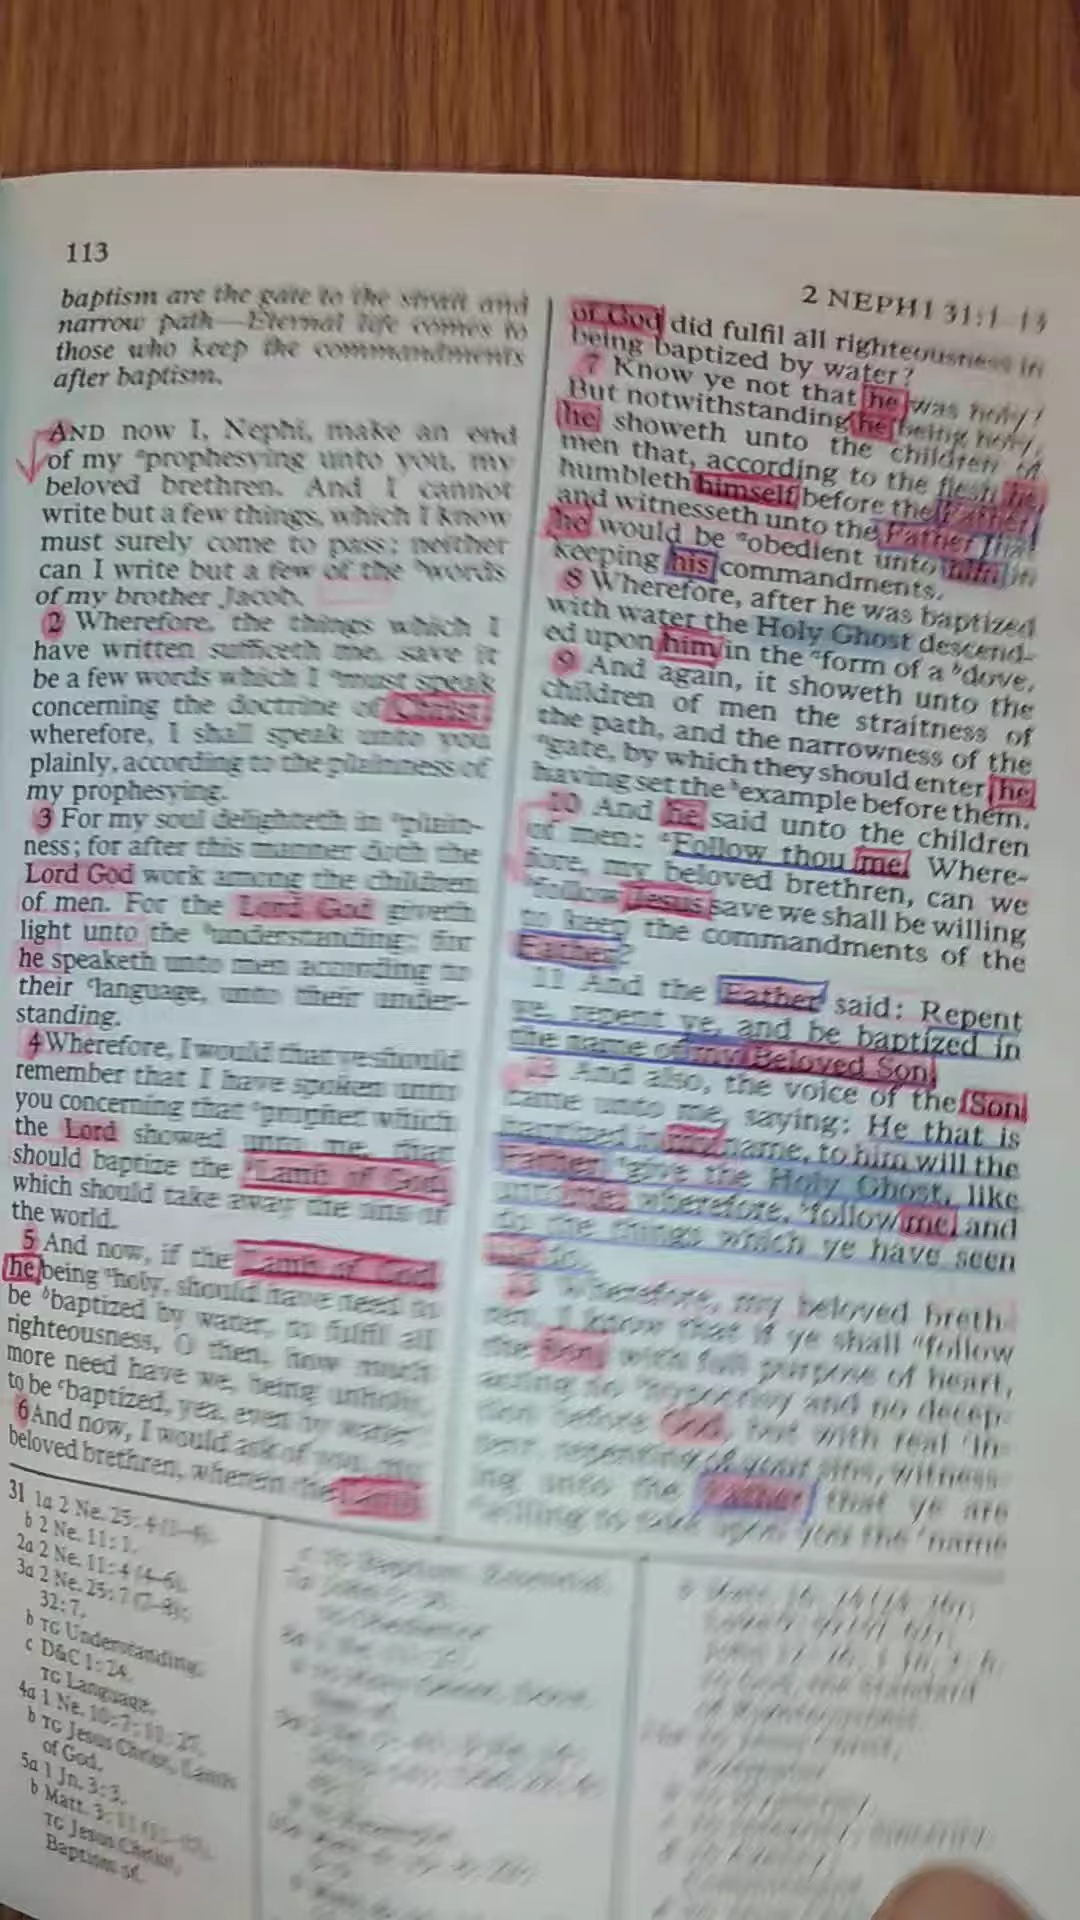 113
2 NEPHI 31:1–13
baptism are the gate to the strait and
narrow path—Eternal life comes to
those who keep the commandments
after baptism.
AND now I, Nephi, make an end
of my aprophesying unto you, my
beloved brethren. And I cannot
write but a few things, which I know
must surely come to pass; neither
can I write but a few of the bwords
of my brother Jacob.
2 Wherefore, the things which I
have written sufficeth me, save it
be a few words which I amust speak
concerning the doctrine of Christ;
wherefore, I shall speak unto you
plainly, according to the plainness of
my prophesying.
3 For my soul delighteth in aplain-
ness; for after this manner doth the
Lord God work among the children
of men. For the Lord God giveth
light unto the bunderstanding; for
he speaketh unto men according to
their clanguage, unto their under-
standing.
4 Wherefore, I would that ye should
remember that I have spoken unto
you concerning that aprophet which
the Lord showed unto me, that
should baptize the bLamb of God,
which should take away the sins of
the world.
5 And now, if the Lamb of God,
he being aholy, should have need to
be bbaptized by water, to fulfil all
righteousness, O then, how much
more need have we, being unholy,
to be cbaptized, yea, even by water!
6 And now, I would ask of you, my
beloved brethren, wherein the Lamb
of God did fulfil all righteousness in
being baptized by water?
7 Know ye not that he was holy?
But notwithstanding he being holy,
he showeth unto the children of
men that, according to the flesh he
humbleth himself before the Father,
and witnesseth unto the Father that
he would be aobedient unto him in
keeping his commandments.
8 Wherefore, after he was baptized
with water the Holy Ghost descend-
ed upon him in the aform of a bdove.
9 And again, it showeth unto the
children of men the straitness of
the path, and the narrowness of the
agate, by which they should enter, he
having set the bexample before them.
10 And he said unto the children
of men: aFollow thou me. Where-
fore, my beloved brethren, can we
bfollow Jesus save we shall be willing
to keep the commandments of the
Father?
11 And the Father said: Repent
ye, repent ye, and be baptized in
the name of my Beloved Son.
12 And also, the voice of the Son
came unto me, saying: He that is
baptized in my name, to him will the
Father agive the Holy Ghost, like
unto me; wherefore, bfollow me, and
do the things which ye have seen
me do.
13 Wherefore, my beloved breth-
ren, I know that if ye shall afollow
the Son, with full purpose of heart,
acting no bhypocrisy and no decep-
tion before God, but with real cin-
tent, repenting of your sins, witness-
ing unto the Father that ye are
willing to take upon you the dname
31 1a 2 Ne. 25:4 (1–4).
b 2 Ne. 11:1.
2a 2 Ne. 11:4 (4–6).
3a 2 Ne. 25:7 (7–8);
32:7.
b TG Understanding.
c D&C 1:24.
TG Language.
4a 1 Ne. 10:7; 11:27.
b TG Jesus Christ, Lamb
of God.
5a 1 Jn. 3:3.
b Matt. 3:11
TG Jesus Christ,
Baptism of.